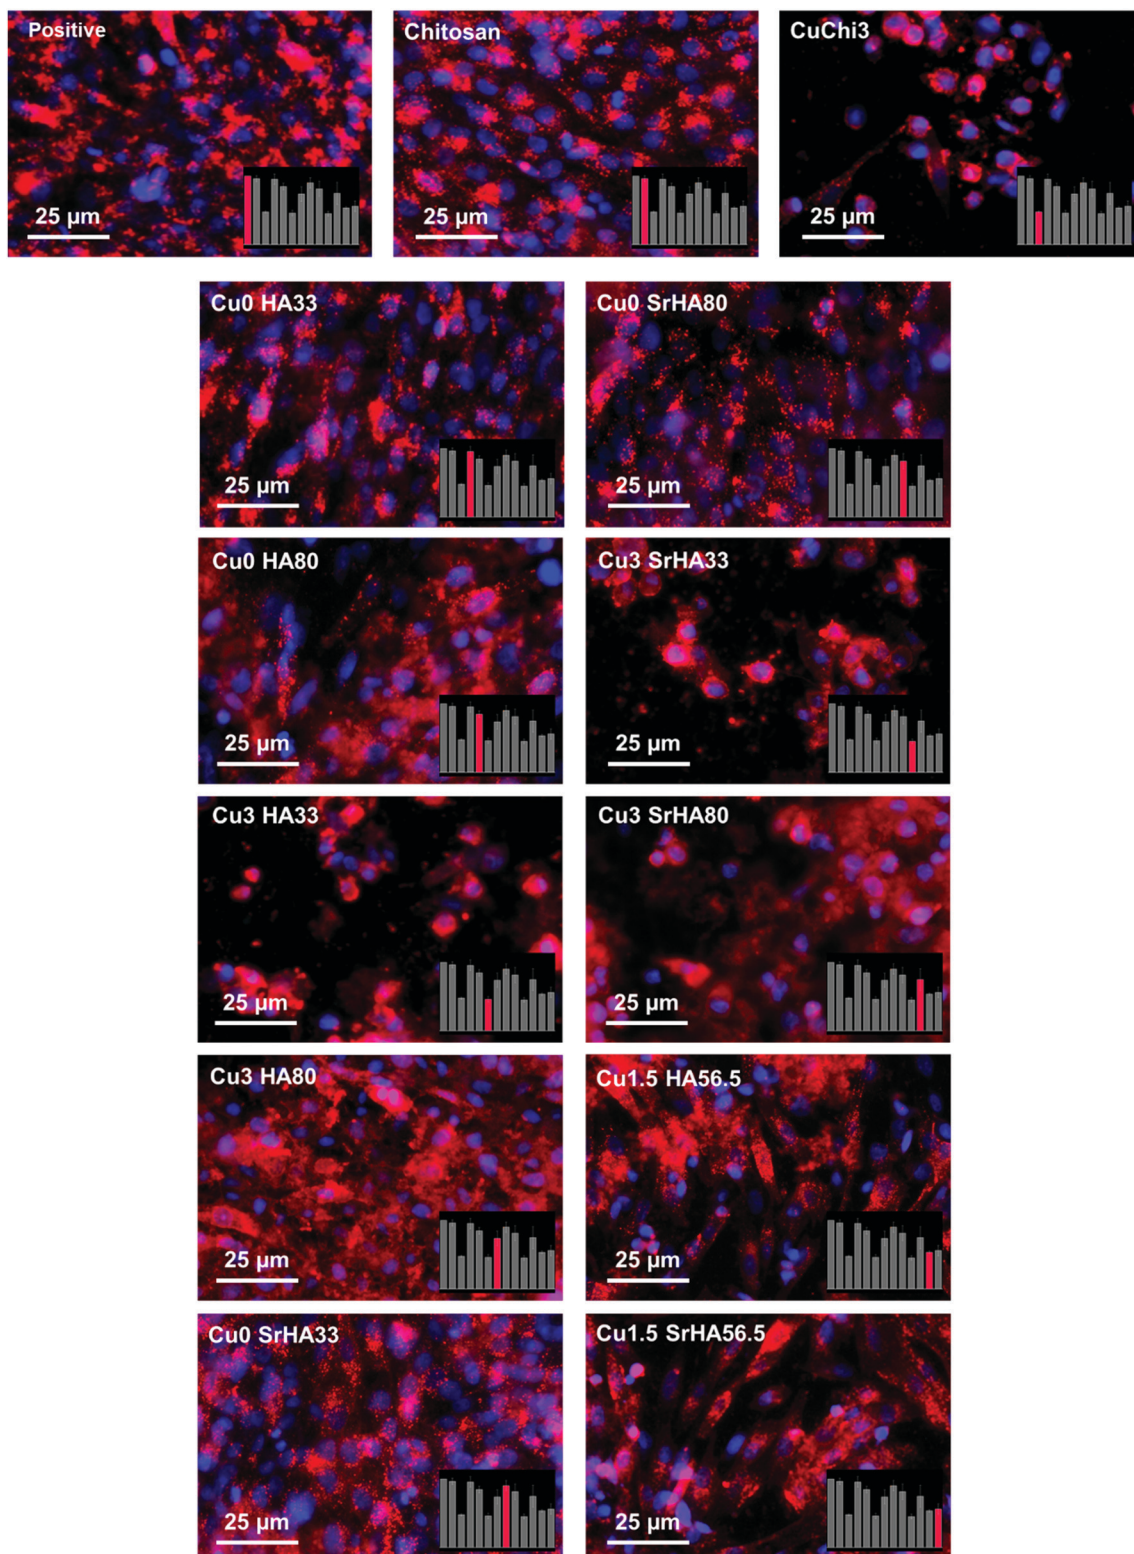 Positive
25 µm
Chitosan
25 µm
CuChi3
25 µm
Cu0 HA33
25 µm
Cu0 SrHA80
25 µm
Cu0 HA80
25 µm
Cu3 SrHA33
25 µm
Cu3 HA33
25 µm
Cu3 SrHA80
25 µm
Cu3 HA80
25 µm
Cu1.5 HA56.5
25 µm
Cu0 SrHA33
25 µm
Cu1.5 SrHA56.5
25 µm